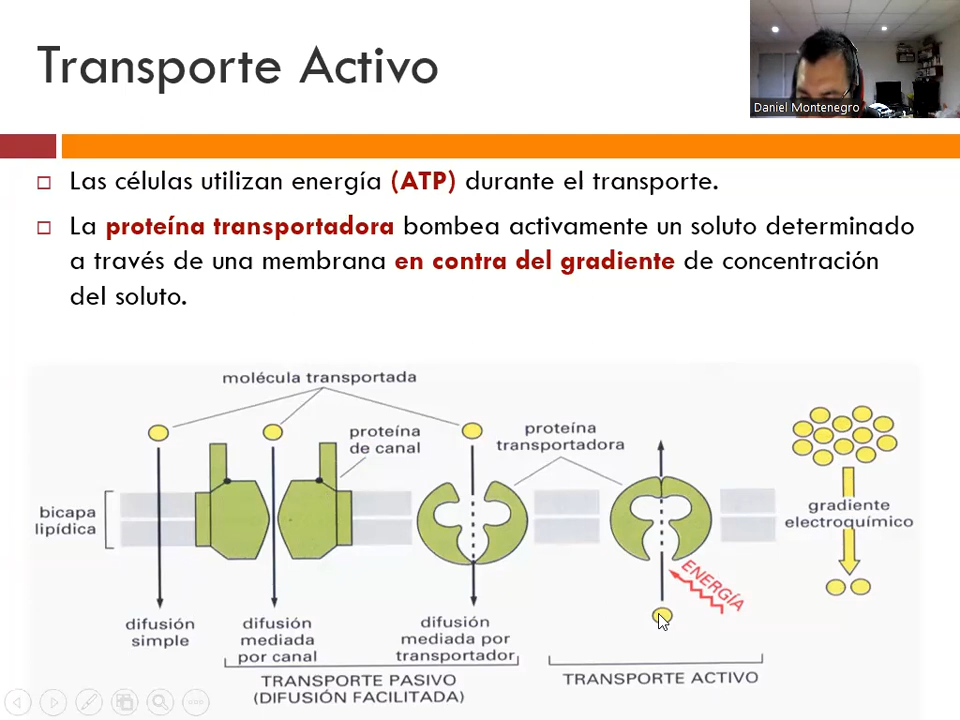 Transporte Activo
Daniel Montenegro
Las células utilizan energía (ATP) durante el transporte.
La proteína transportadora bombea activamente un soluto determinado
a través de una membrana en contra del gradiente de concentración
del soluto.
molécula transportada
proteína
de canal
proteína
transportadora
bicapa
lipídica
gradiente
electroquímico
ENERGÍA
difusión
simple
difusión
mediada
por canal
difusión
mediada por
transportador
TRANSPORTE PASIVO
(DIFUSIÓN FACILITADA)
TRANSPORTE ACTIVO